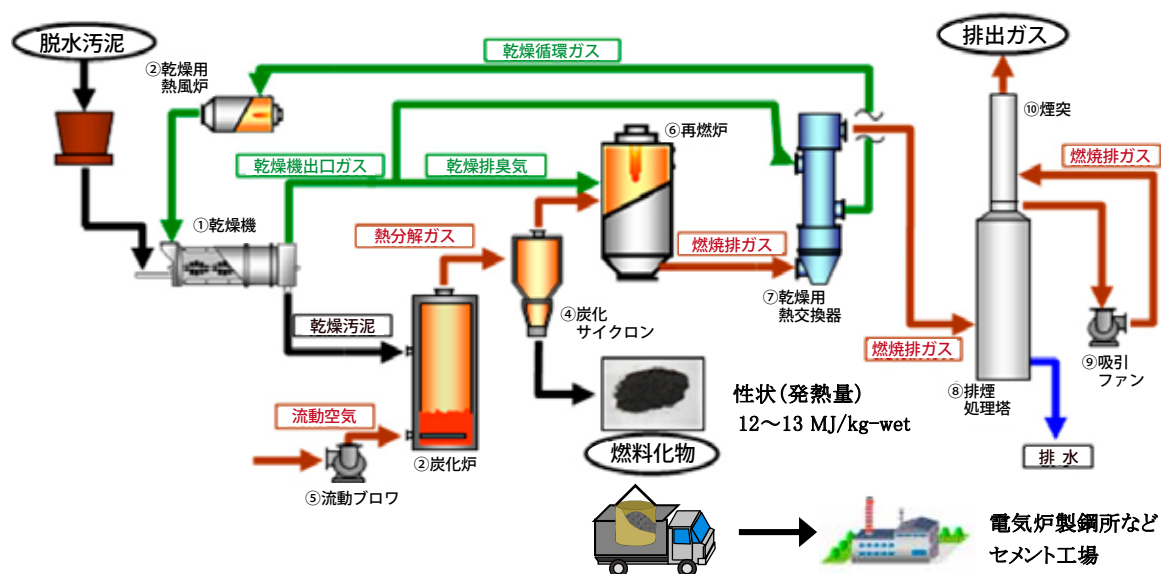 脱水汚泥
②乾燥用
熱風炉
乾燥循環ガス
排出ガス
⑩煙突
⑥再燃炉
乾燥機出口ガス
乾燥排臭気
燃焼排ガス
①乾燥機
熱分解ガス
燃焼排ガス
⑦乾燥用
熱交換器
④炭化
サイクロン
乾燥汚泥
燃焼排ガス
⑨吸引
ファン
⑧排煙
処理塔
性状（発熱量）
12～13 MJ/kg-wet
流動空気
②炭化炉
⑤流動ブロワ
燃料化物
排 水
電気炉製鋼所など
セメント工場